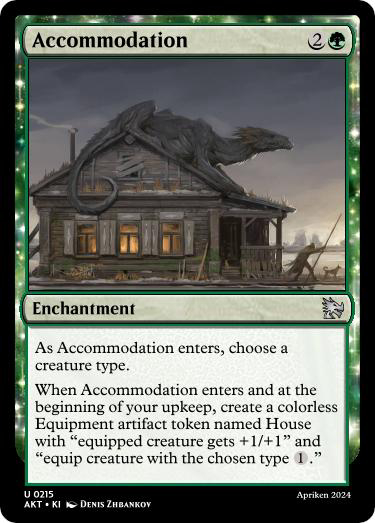 Accommodation 2
Enchantment
As Accommodation enters, choose a
creature type.
When Accommodation enters and at the
beginning of your upkeep, create a colorless
Equipment artifact token named House
with “equipped creature gets +1/+1” and
“equip creature with the chosen type 1.”
U 0215
AKT • KI Denis Zhbankov
Apriken 2024